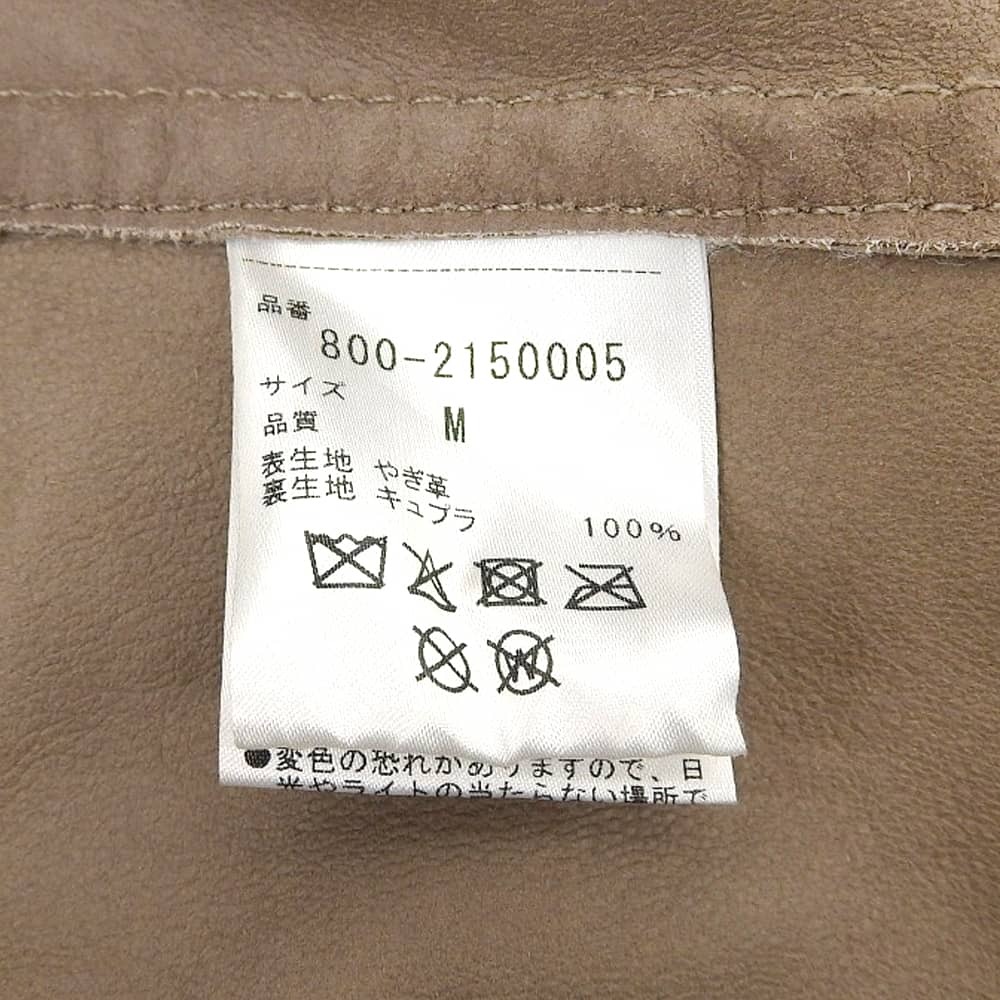 品番
800-2150005
サイズ
M
品質
表生地 やぎ革
裏生地 キュプラ 100%
W
●変色の恐れがありますので、日
光やライトの当たらない場所で